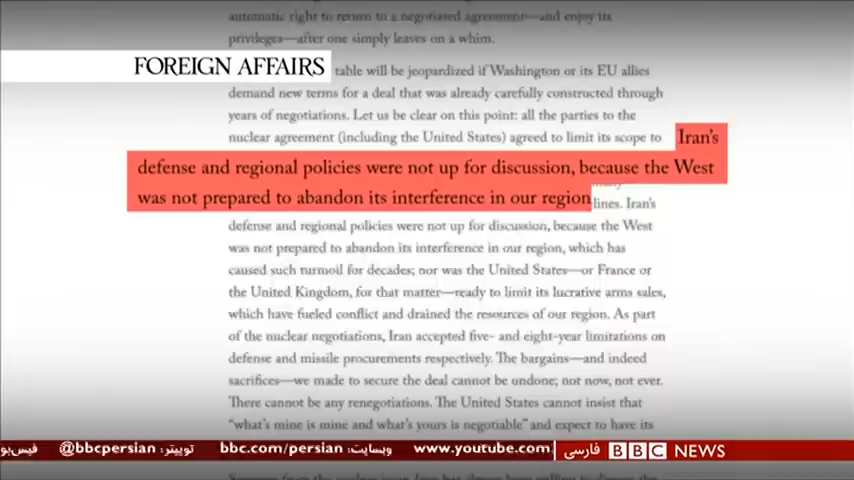 automatic right to return to a negotiated agreement—and enjoy its
privileges—after one simply leaves on a whim.
FOREIGN AFFAIRS
table will be jeopardized if Washington or its EU allies
demand new terms for a deal that was already carefully constructed through
years of negotiations. Let us be clear on this point: all the parties to the
nuclear agreement (including the United States) agreed to limit its scope to
Iran's
defense and regional policies were not up for discussion, because the West
was not prepared to abandon its interference in our region
lines. Iran's
defense and regional policies were not up for discussion, because the West
was not prepared to abandon its interference in our region, which has
caused such turmoil for decades; nor was the United States—or France or
the United Kingdom, for that matter—ready to limit its lucrative arms sales,
which have fueled conflict and drained the resources of our region. As part
of the nuclear negotiations, Iran accepted five- and eight-year limitations on
defense and missile procurements respectively. The bargains—and indeed
sacrifices—we made to secure the deal cannot be undone; not now, not ever.
There cannot be any renegotiations. The United States cannot insist that
"what's mine is mine and what's yours is negotiable" and expect to have its
توییتر: @bbcpersian وبسایت: bbc.com/persian www.youtube.com
BBC NEWS فارسی